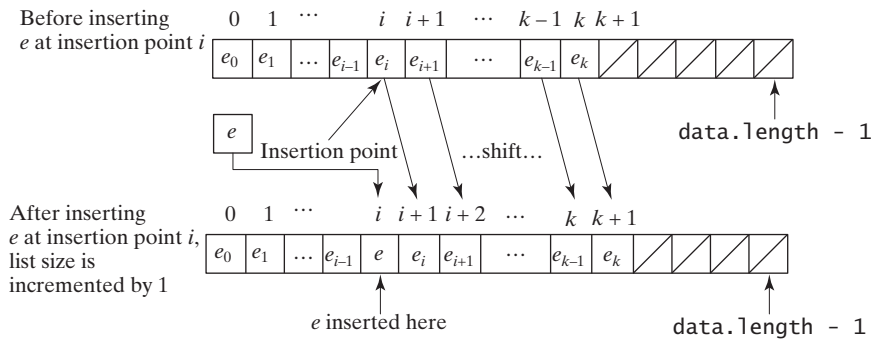 Before inserting
e at insertion point i
0 1 … i i + 1 … k – 1 k k + 1
e0 e1 … ei–1 ei ei+1 … ek–1 ek
e
Insertion point
…shift…
data.length - 1
After inserting
e at insertion point i,
list size is
incremented by 1
0 1 … i i + 1 i + 2 … k k + 1
e0 e1 … ei–1 e ei ei+1 … ek–1 ek
e inserted here
data.length - 1